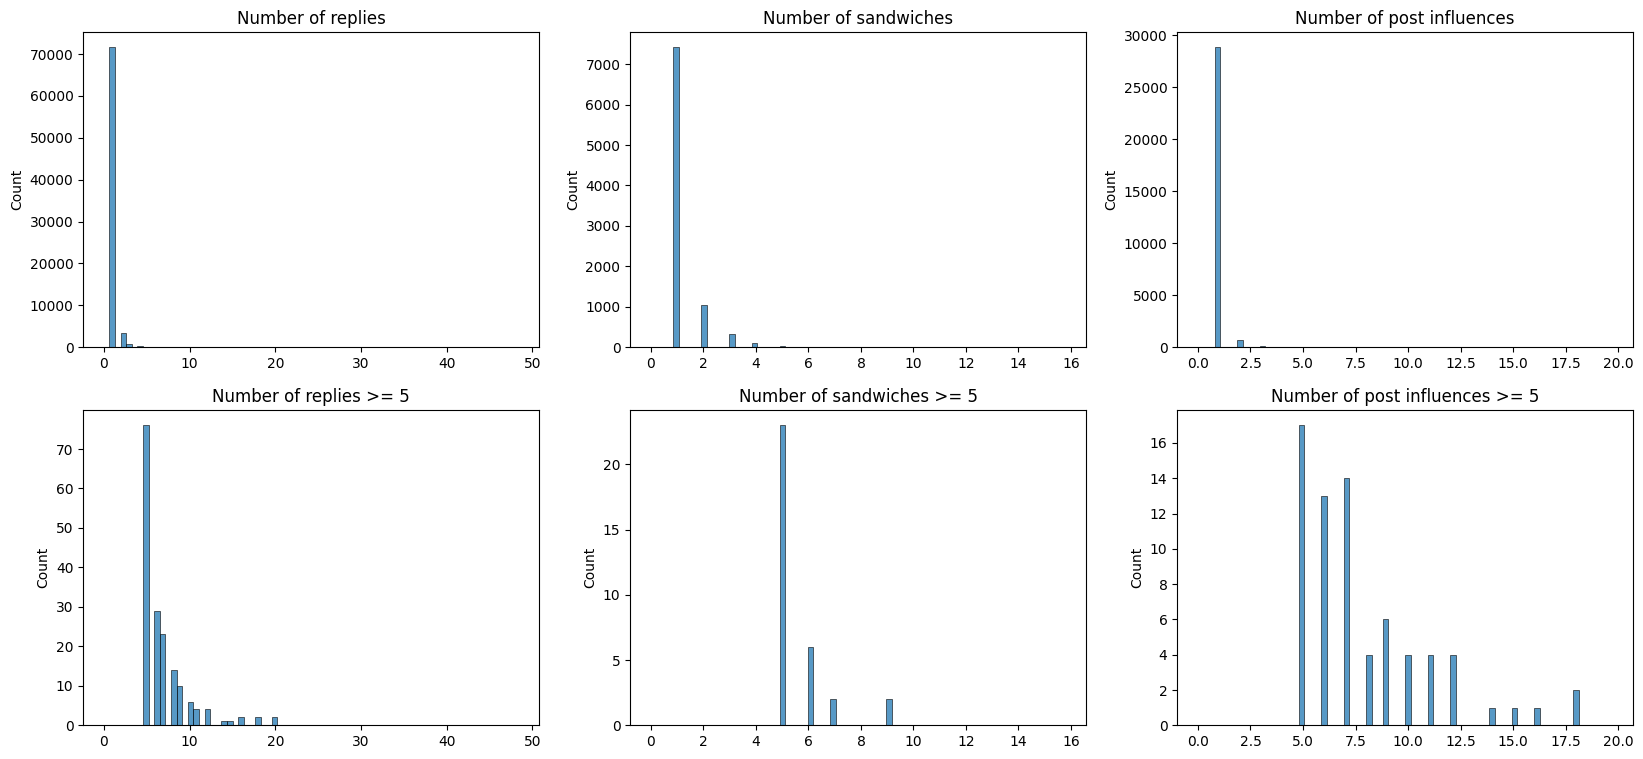 Number of replies
Number of sandwiches
Number of post influences
Count
70000
60000
50000
40000
30000
20000
10000
0
0 10 20 30 40 50
Count
7000
6000
5000
4000
3000
2000
1000
0
0 2 4 6 8 10 12 14 16
Count
30000
25000
20000
15000
10000
5000
0
0.0 2.5 5.0 7.5 10.0 12.5 15.0 17.5 20.0
Number of replies >= 5
Number of sandwiches >= 5
Number of post influences >= 5
Count
70
60
50
40
30
20
10
0
0 10 20 30 40 50
Count
20
15
10
5
0
0 2 4 6 8 10 12 14 16
Count
16
14
12
10
8
6
4
2
0
0.0 2.5 5.0 7.5 10.0 12.5 15.0 17.5 20.0